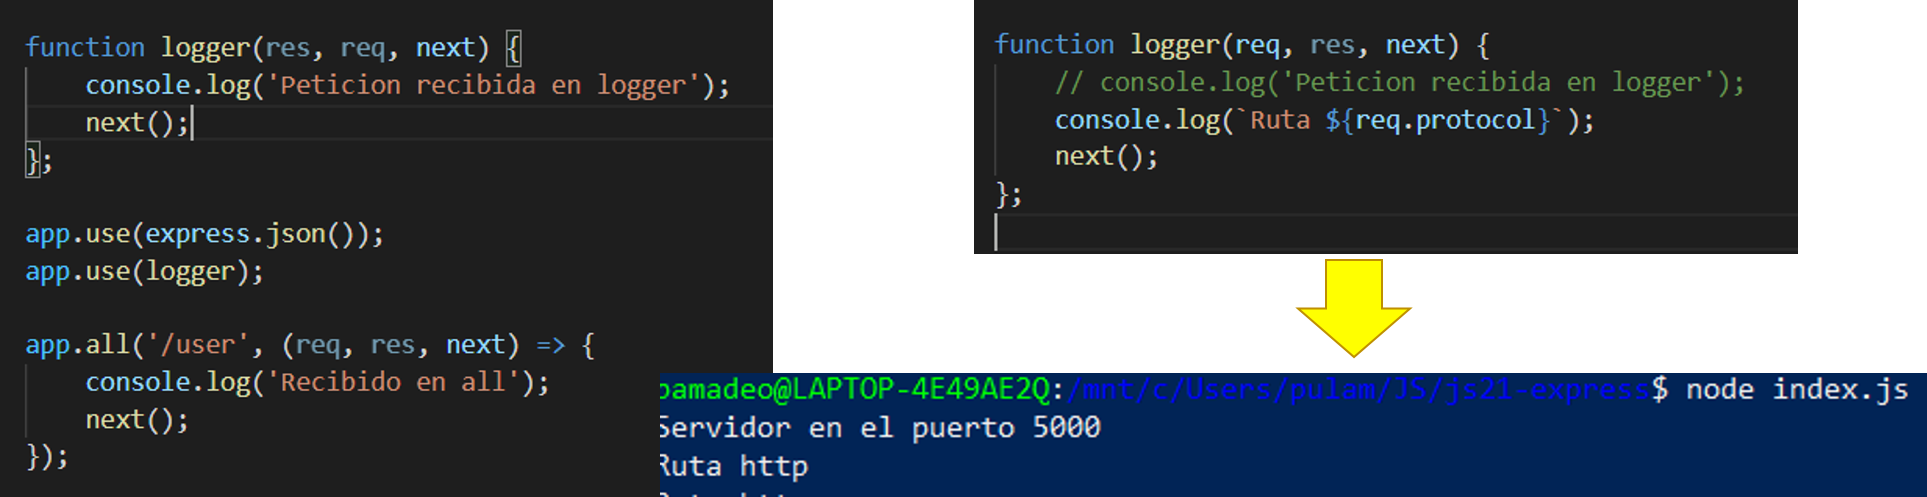 function logger(res, req, next) {
    console.log('Peticion recibida en logger');
    next();
};
app.use(express.json());
app.use(logger);
app.all('/user', (req, res, next) => {
    console.log('Recibido en all');
    next();
});
function logger(req, res, next) {
    // console.log('Peticion recibida en logger');
    console.log(`Ruta ${req.protocol}`);
    next();
};
pamadeo@LAPTOP-4E49AE2Q:/mnt/c/Users/pulam/JS/js21-express$ node index.js
Servidor en el puerto 5000
Ruta http